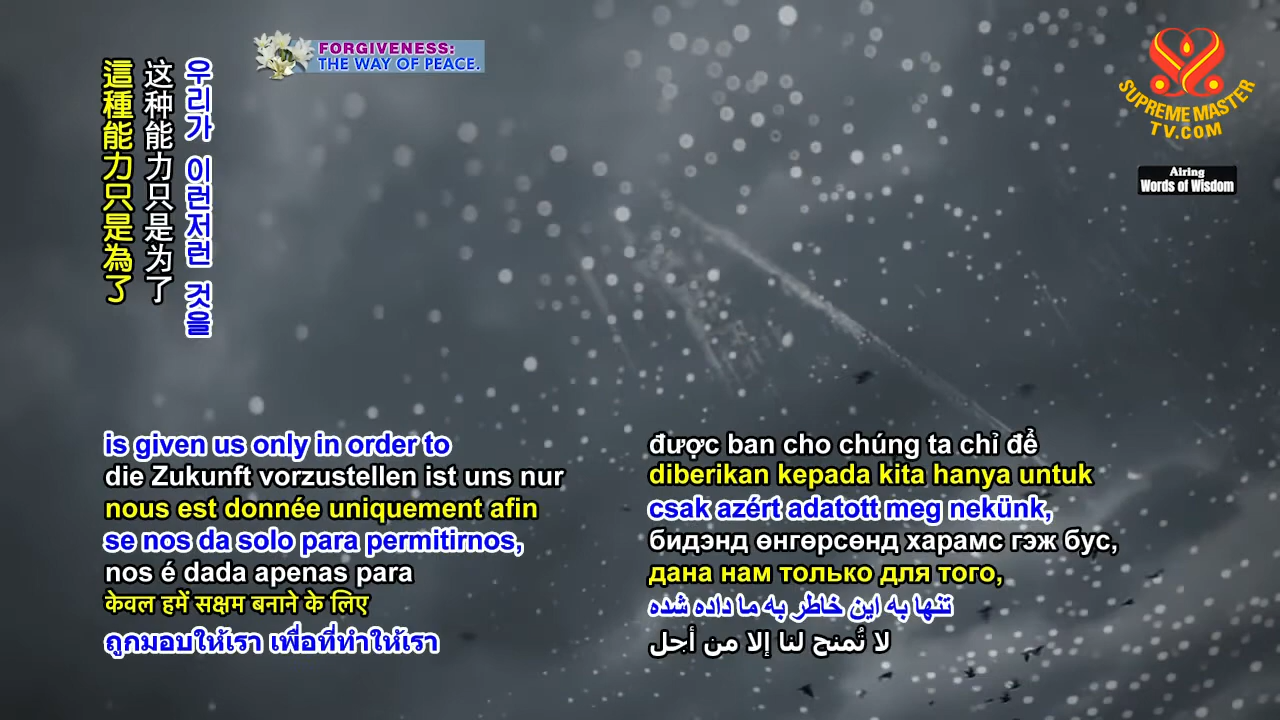 FORGIVENESS:
THE WAY OF PEACE.
SUPREME MASTER
TV.COM
Airing
Words of Wisdom
這種能力只是為了
这种能力只是为了
우리가 이런저런 것을
is given us only in order to
die Zukunft vorzustellen ist uns nur
nous est donnée uniquement afin
se nos da solo para permitirnos,
nos é dada apenas para
केवल हमें सक्षम बनाने के लिए
ถูกมอบให้เรา เพื่อที่ทำให้เรา
được ban cho chúng ta chỉ để
diberikan kepada kita hanya untuk
csak azért adatott meg nekünk,
бидэнд өнгөрсөнд харамс гэж бус,
дана нам только для того,
تنها به این خاطر به ما داده شده
لا تُمنح لنا إلا من أجل